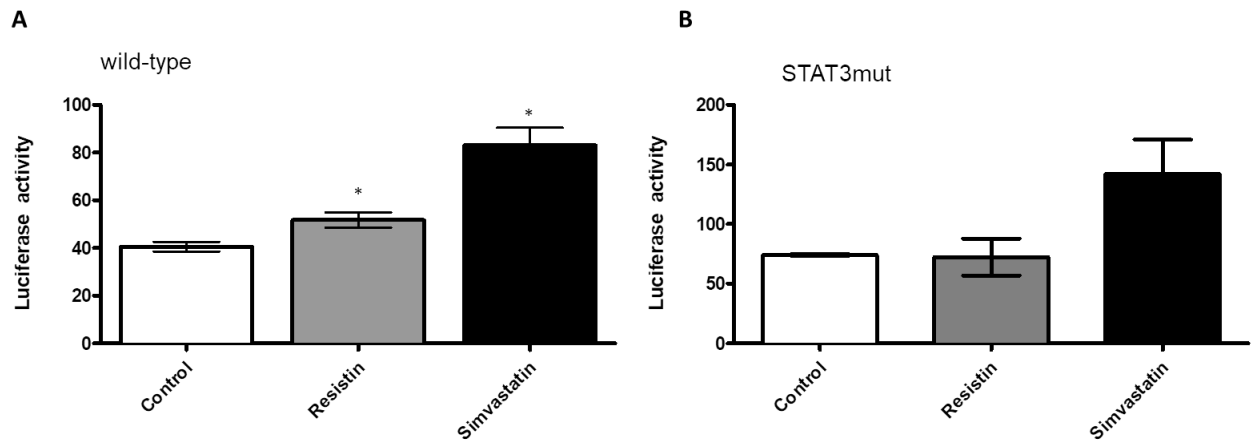 A
wild-type
Luciferase activity
100
80
60
40
20
0
*
*
Control
Resistin
Simvastatin
B
STAT3mut
Luciferase activity
200
150
100
50
0
Control
Resistin
Simvastatin